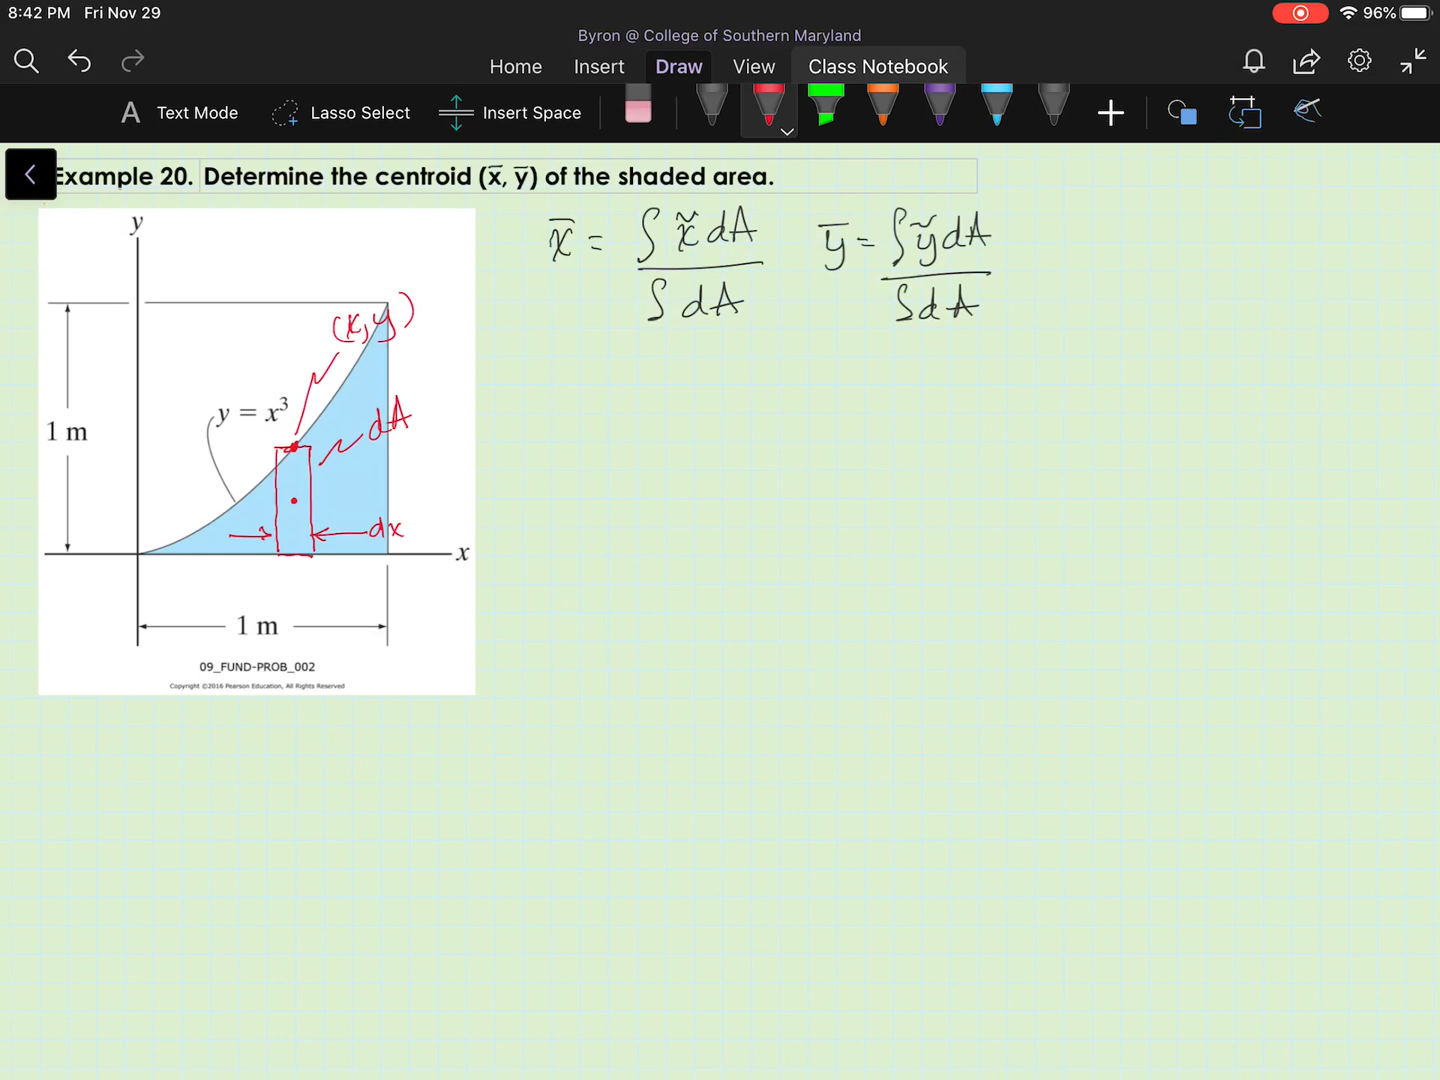 8:42 PM Fri Nov 29
96%
Byron @ College of Southern Maryland
Home Insert Draw View Class Notebook
A Text Mode Lasso Select Insert Space
Example 20. Determine the centroid (x̄, ȳ) of the shaded area.
x̄ = ∫ x̃ dA / ∫ dA ȳ = ∫ ỹ dA / ∫ dA
y
(x, y)
y = x³
dA
1 m
dx
x
1 m
09_FUND-PROB_002
Copyright ©2016 Pearson Education, All Rights Reserved